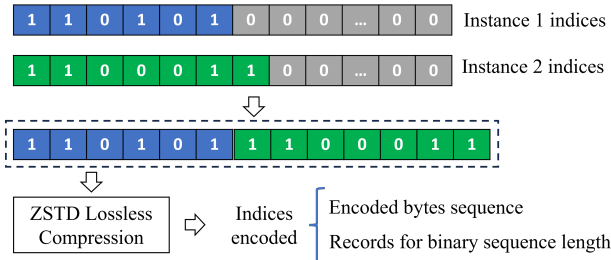 1 1 0 1 0 1 0 0 0 ... 0 0 Instance 1 indices
1 1 0 0 0 1 1 0 0 ... 0 0 Instance 2 indices
1 1 0 1 0 1 1 1 0 0 0 1 1
ZSTD Lossless
Compression
Indices
encoded
Encoded bytes sequence
Records for binary sequence length